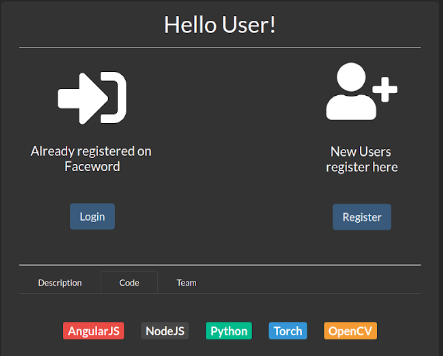 Hello User!
Already registered on
Faceword
New Users
register here
Login
Register
Description Code Team
AngularJS NodeJS Python Torch OpenCV